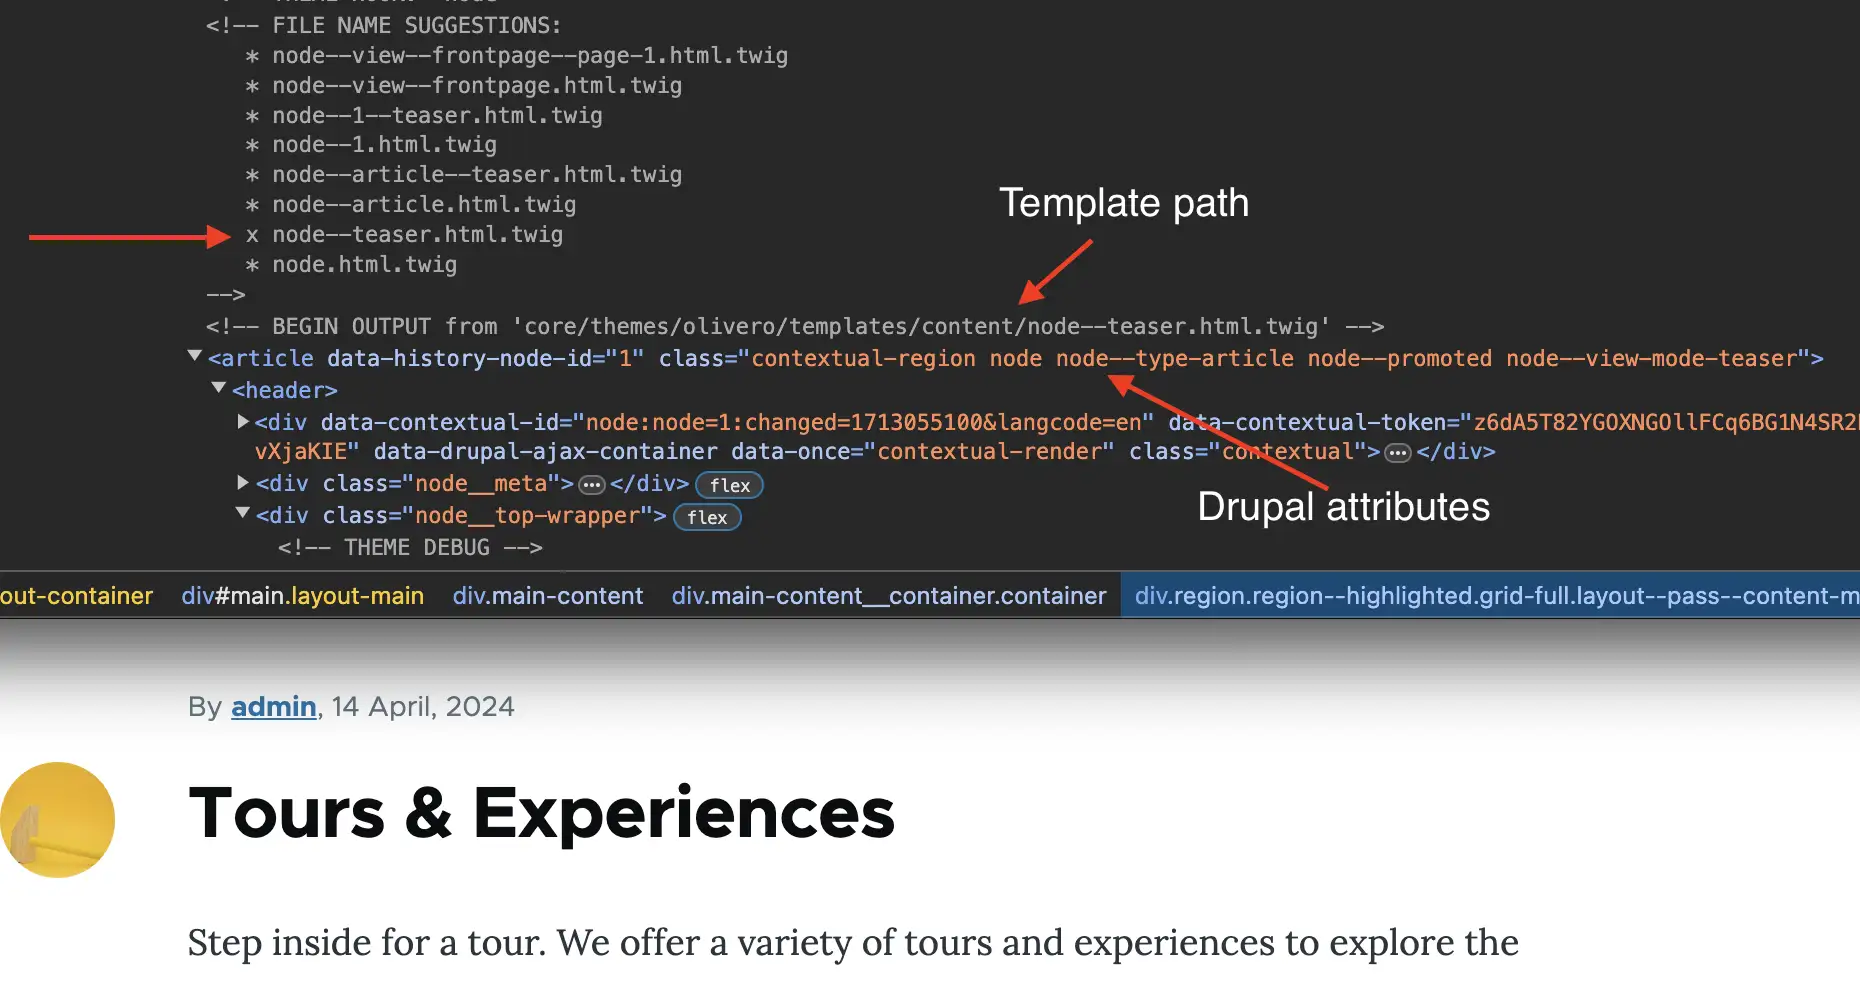 <!-- FILE NAME SUGGESTIONS:
* node--view--frontpage--page-1.html.twig
* node--view--frontpage.html.twig
* node--1--teaser.html.twig
* node--1.html.twig
* node--article--teaser.html.twig
* node--article.html.twig
x node--teaser.html.twig
* node.html.twig
-->
Template path
<!-- BEGIN OUTPUT from 'core/themes/olivero/templates/content/node--teaser.html.twig' -->
▼<article data-history-node-id="1" class="contextual-region node node--type-article node--promoted node--view-mode-teaser">
▼<header>
▶<div data-contextual-id="node:node=1:changed=1713055100&langcode=en" data-contextual-token="z6dA5T82YGOXNGOllFCq6BG1N4SR2
vXjaKIE" data-drupal-ajax-container data-once="contextual-render" class="contextual">…</div>
▶<div class="node__meta">…</div> flex
▼<div class="node__top-wrapper"> flex
Drupal attributes
<!-- THEME DEBUG -->
out-container div#main.layout-main div.main-content div.main-content__container.container div.region.region--highlighted.grid-full.layout--pass--content-m
By admin, 14 April, 2024
Tours & Experiences
Step inside for a tour. We offer a variety of tours and experiences to explore the